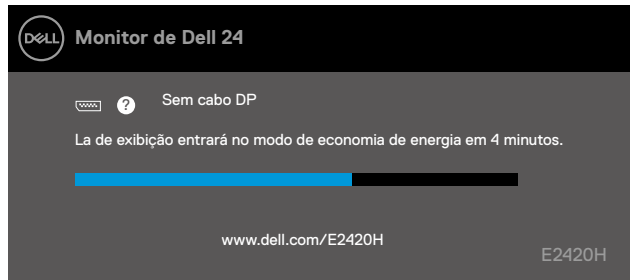 DELL
Monitor de Dell 24
? Sem cabo DP
La de exibição entrará no modo de economia de energia em 4 minutos.
www.dell.com/E2420H
E2420H